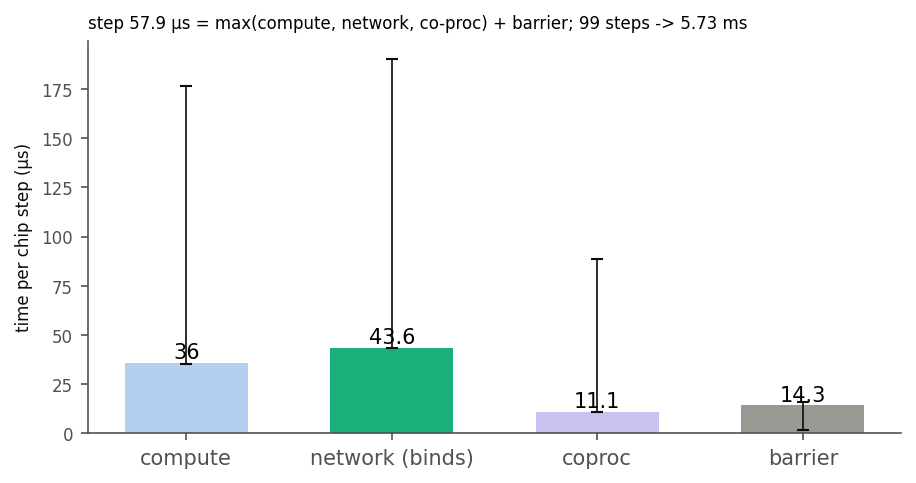 step 57.9 µs = max(compute, network, co-proc) + barrier; 99 steps -> 5.73 ms
time per chip step (µs)
175
150
125
100
75
50
25
0
36
43.6
11.1
14.3
compute
network (binds)
coproc
barrier